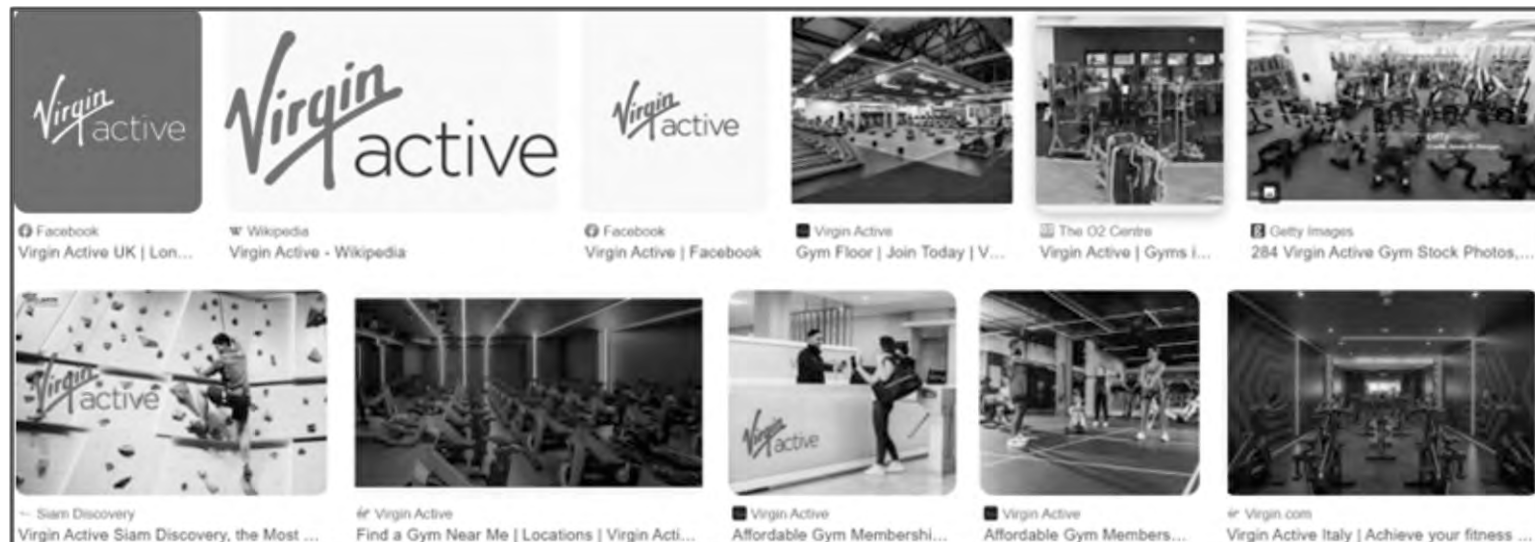 Virgin active
Virgin active
Virgin active
Facebook
Virgin Active UK | Lon...
W Wikipedia
Virgin Active - Wikipedia
Facebook
Virgin Active | Facebook
Virgin Active
Gym Floor | Join Today | V...
The O2 Centre
Virgin Active | Gyms i...
Getty Images
284 Virgin Active Gym Stock Photos,...
Virgin active
Virgin active
Siam Discovery
Virgin Active Siam Discovery, the Most ...
Virgin Active
Find a Gym Near Me | Locations | Virgin Acti...
Virgin Active
Affordable Gym Membershi...
Virgin Active
Affordable Gym Members...
Virgin.com
Virgin Active Italy | Achieve your fitness ...